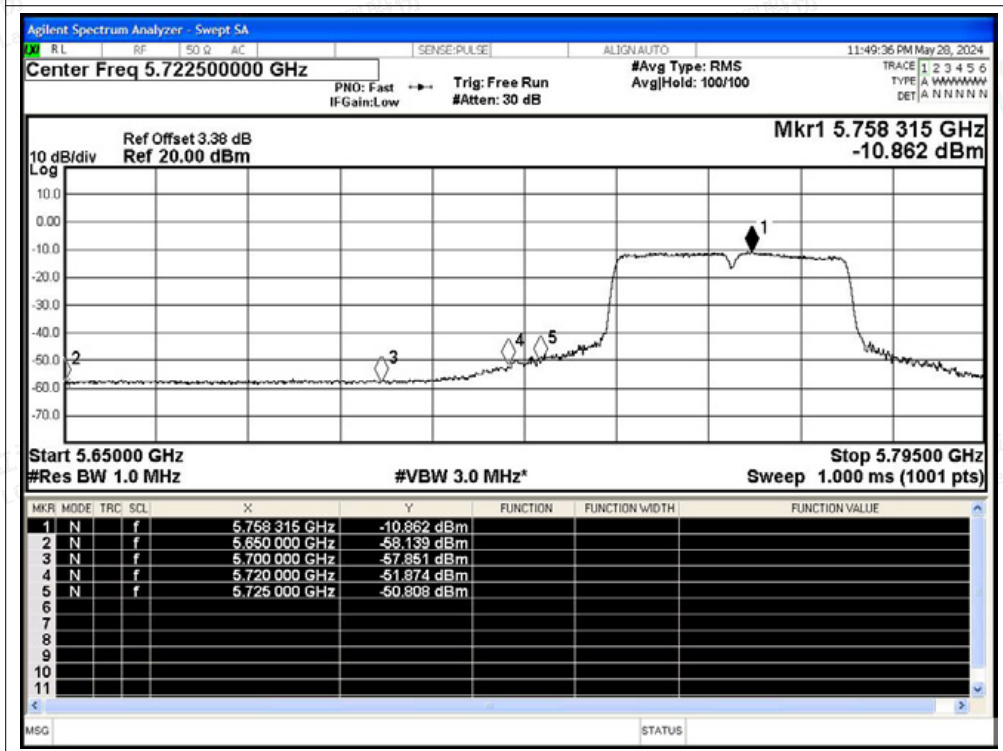 Agilent Spectrum Analyzer - Swept SA
LXI RL RF 50 Ω AC SENSE:PULSE ALIGN AUTO 11:49:36 PM May 28, 2024
Center Freq 5.722500000 GHz
#Avg Type: RMS
TRACE 1 2 3 4 5 6
PNO: Fast Trig: Free Run Avg|Hold: 100/100
TYPE A WWWWW
IFGain:Low #Atten: 30 dB
DET A N N N N N
Mkr1 5.758 315 GHz
Ref Offset 3.38 dB
10 dB/div Ref 20.00 dBm
-10.862 dBm
Log
10.0
0.00
1
-10.0
-20.0
-30.0
-40.0
4 5
-50.0
2 3
-60.0
-70.0
Start 5.65000 GHz Stop 5.79500 GHz
#Res BW 1.0 MHz #VBW 3.0 MHz* Sweep 1.000 ms (1001 pts)
MKR MODE TRC SCL X Y FUNCTION FUNCTION WIDTH FUNCTION VALUE
1 N f 5.758 315 GHz -10.862 dBm
2 N f 5.650 000 GHz -58.139 dBm
3 N f 5.700 000 GHz -57.851 dBm
4 N f 5.720 000 GHz -51.874 dBm
5 N f 5.725 000 GHz -50.808 dBm
6
7
8
9
10
11
MSG STATUS